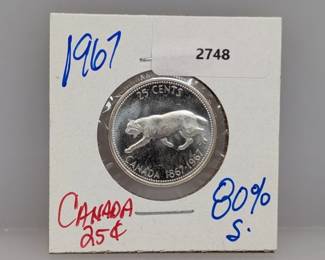 1967
2748
25 CENTS
CANADA 1867-1967
CANADA
25¢
80%
S.